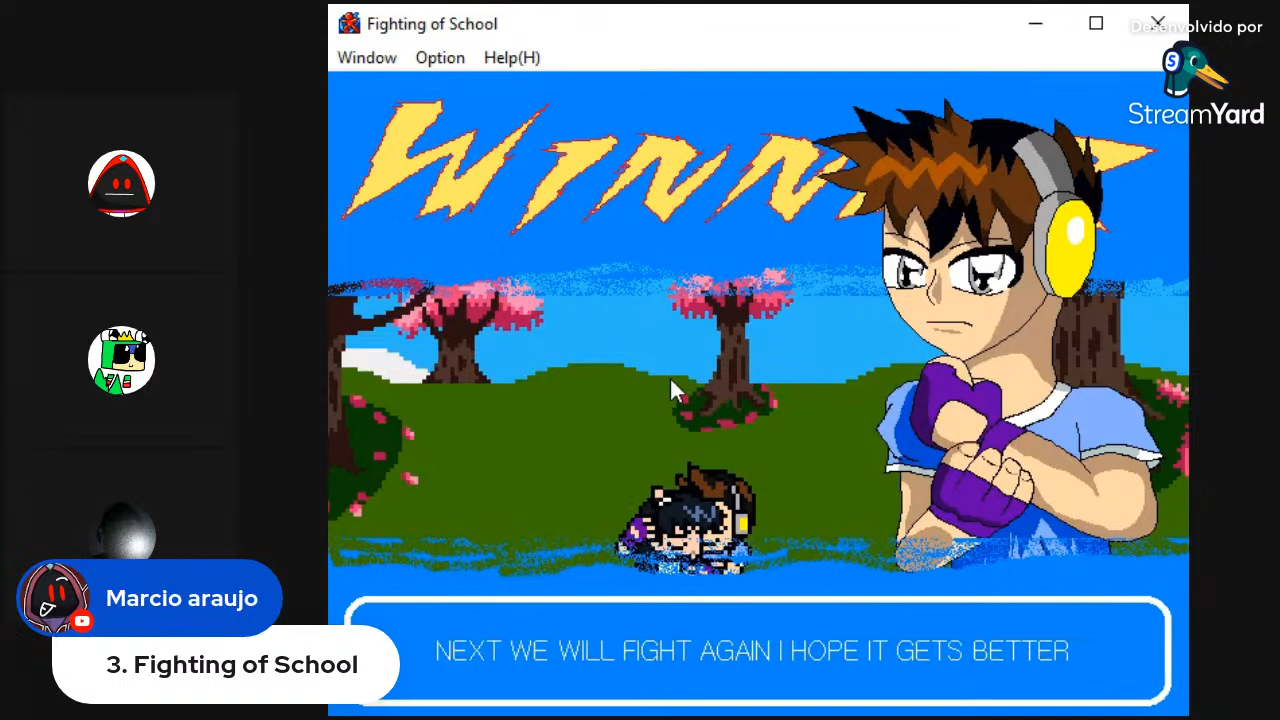 Fighting of School
Desenvolvido por
Window Option Help(H)
S
StreamYard
WINN
Marcio araujo
3. Fighting of School
NEXT WE WILL FIGHT AGAIN I HOPE IT GETS BETTER